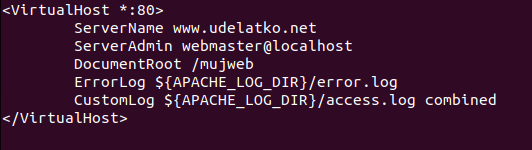 <VirtualHost *:80>
ServerName www.udelatko.net
ServerAdmin webmaster@localhost
DocumentRoot /mujweb
ErrorLog ${APACHE_LOG_DIR}/error.log
CustomLog ${APACHE_LOG_DIR}/access.log combined
</VirtualHost>